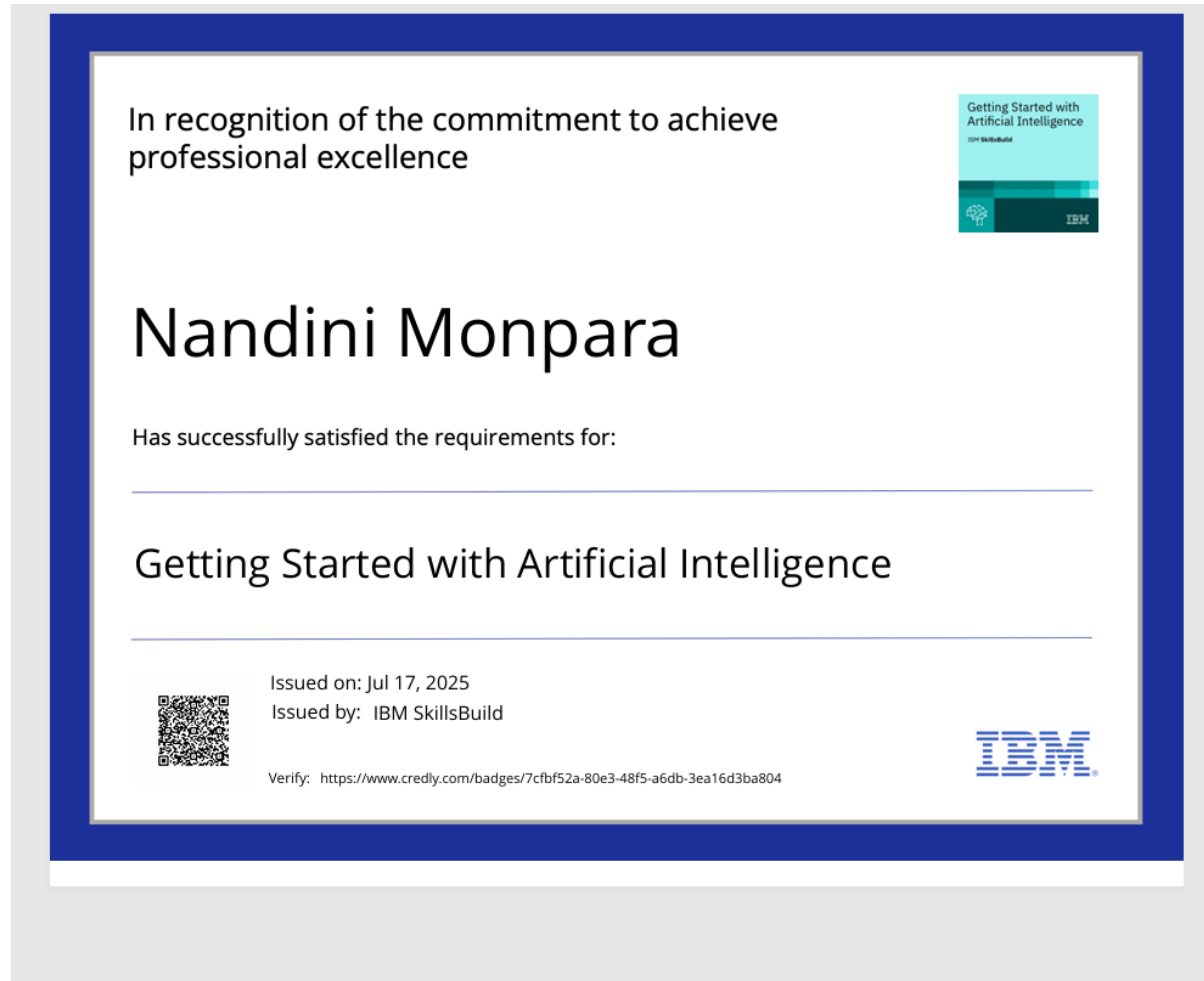 In recognition of the commitment to achieve
professional excellence
Getting Started with
Artificial Intelligence
IBM SkillsBuild
IBM
Nandini Monpara
Has successfully satisfied the requirements for:
Getting Started with Artificial Intelligence
Issued on: Jul 17, 2025
Issued by: IBM SkillsBuild
Verify: https://www.credly.com/badges/7cfbf52a-80e3-48f5-a6db-3ea16d3ba804
IBM®